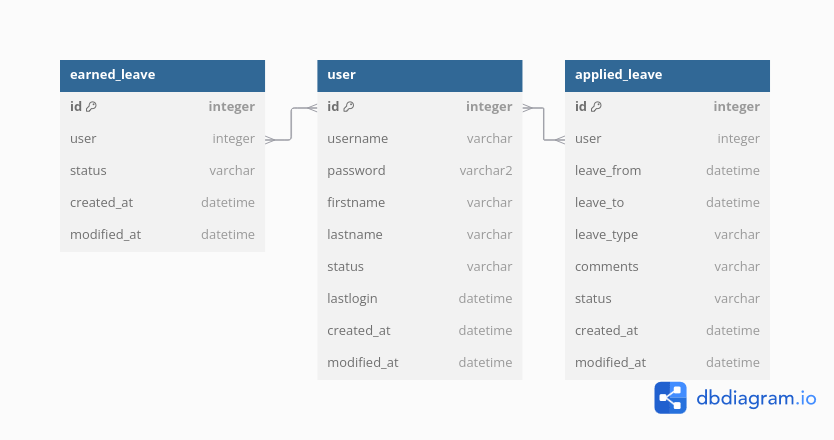 earned_leave
id integer
user integer
status varchar
created_at datetime
modified_at datetime
user
id integer
username varchar
password varchar2
firstname varchar
lastname varchar
status varchar
lastlogin datetime
created_at datetime
modified_at datetime
applied_leave
id integer
user integer
leave_from datetime
leave_to datetime
leave_type varchar
comments varchar
status varchar
created_at datetime
modified_at datetime
dbdiagram.io